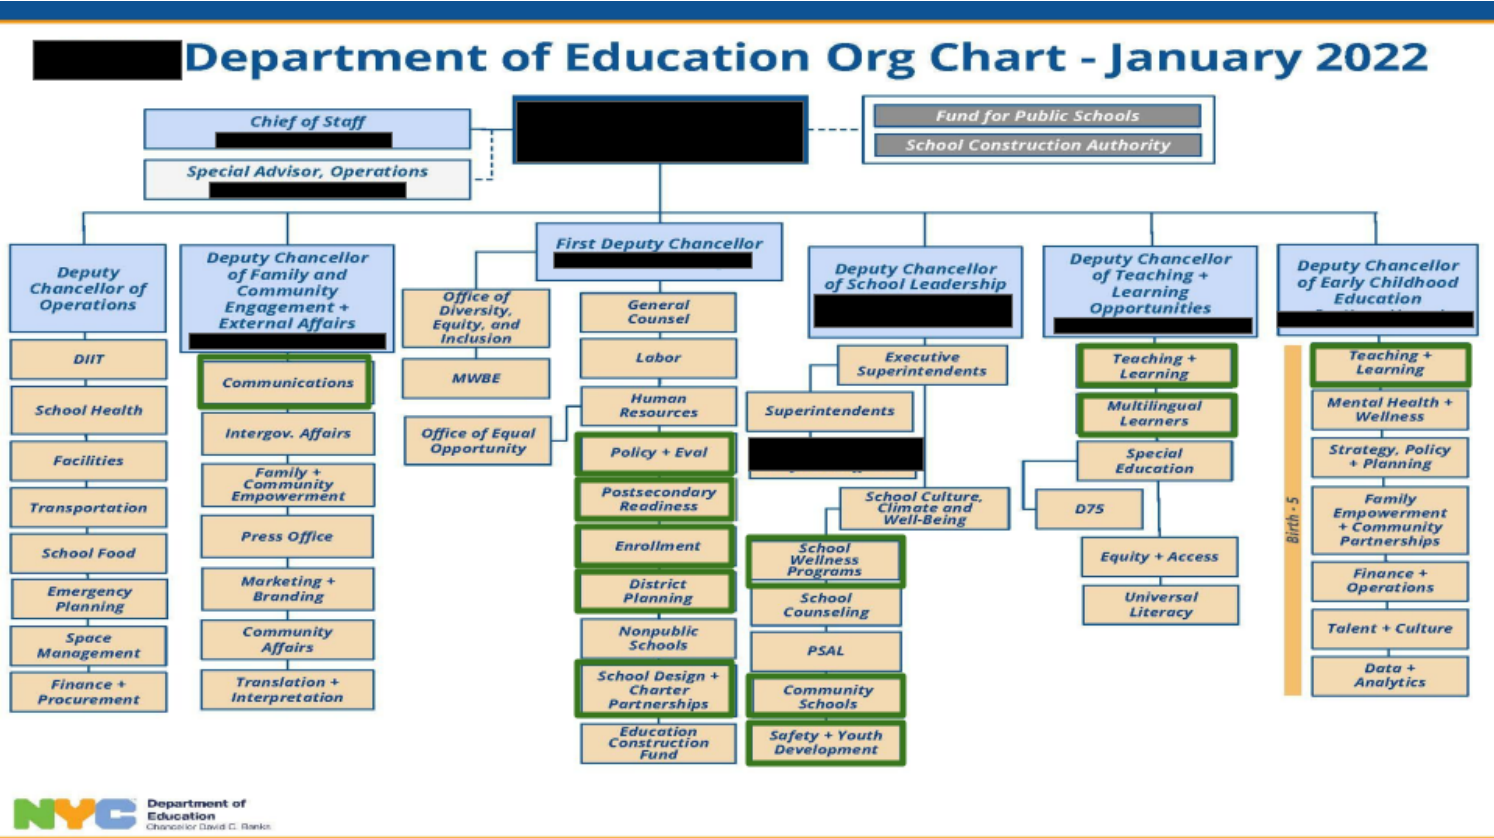 Department of Education Org Chart - January 2022
Chief of Staff
Special Advisor, Operations
Fund for Public Schools
School Construction Authority
Deputy
Chancellor of
Operations
DIIT
School Health
Facilities
Transportation
School Food
Emergency
Planning
Space
Management
Finance +
Procurement
Deputy Chancellor
of Family and
Community
Engagement +
External Affairs
Communications
Intergov. Affairs
Family +
Community
Empowerment
Press Office
Marketing +
Branding
Community
Affairs
Translation +
Interpretation
First Deputy Chancellor
Office of
Diversity,
Equity, and
Inclusion
MWBE
Office of Equal
Opportunity
General
Counsel
Labor
Human
Resources
Policy + Eval
Postsecondary
Readiness
Enrollment
District
Planning
Nonpublic
Schools
School Design +
Charter
Partnerships
Education
Construction
Fund
Deputy Chancellor
of School Leadership
Executive
Superintendents
Superintendents
School Culture,
Climate and
Well-Being
School
Wellness
Programs
School
Counseling
PSAL
Community
Schools
Safety + Youth
Development
Deputy Chancellor
of Teaching +
Learning
Opportunities
Teaching +
Learning
Multilingual
Learners
Special
Education
D75
Equity + Access
Universal
Literacy
Deputy Chancellor
of Early Childhood
Education
Birth - 5
Teaching +
Learning
Mental Health +
Wellness
Strategy, Policy
+ Planning
Family
Empowerment
+ Community
Partnerships
Finance +
Operations
Talent + Culture
Data +
Analytics
NYC
Department of
Education
Chancellor David C. Banks